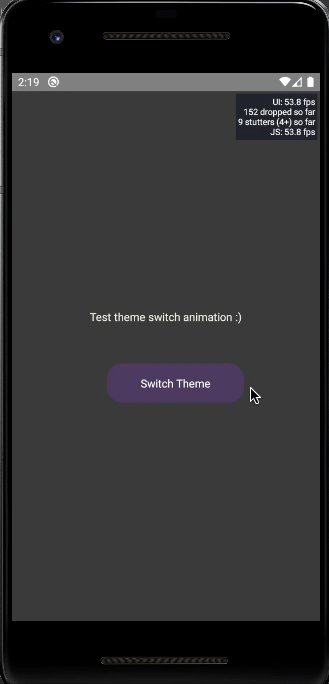 2:19
UI: 53.8 fps
152 dropped so far
9 stutters (4+) so far
JS: 53.8 fps
Test theme switch animation :)
Switch Theme